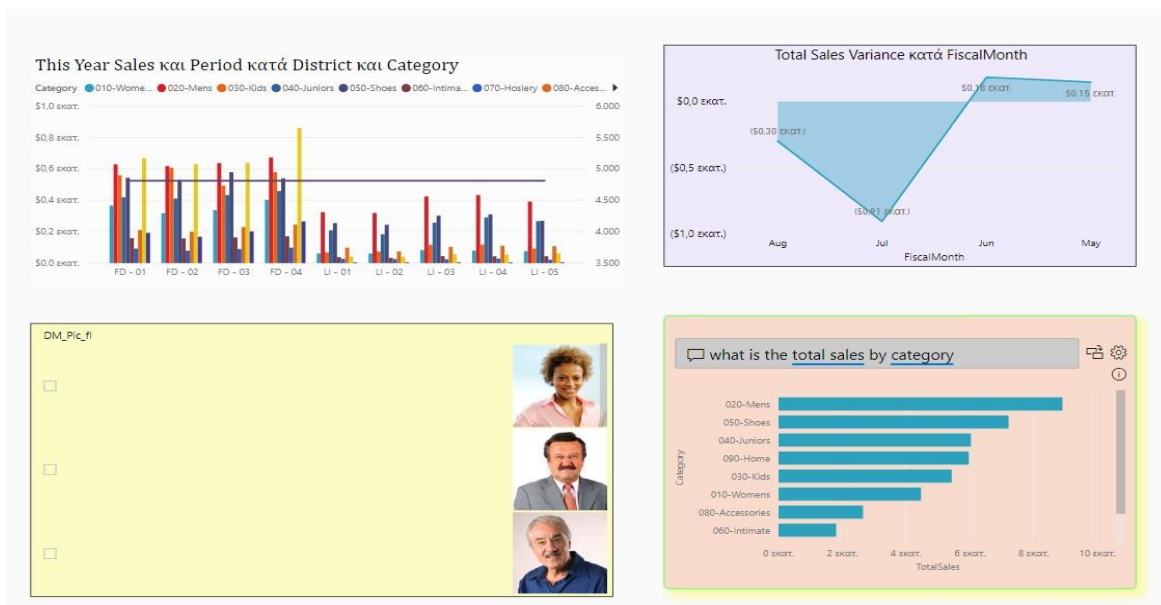 This Year Sales και Period κατά District και Category
Category 010-Wome... 020-Mens 030-Kids 040-Juniors 050-Shoes 060-Intima... 070-Hosiery 080-Acces...
$1,0 εκατ. 6.000
$0,8 εκατ. 5.500
$0,6 εκατ. 5.000
$0,4 εκατ. 4.500
$0,2 εκατ. 4.000
$0,0 εκατ. 3.500
FD - 01 FD - 02 FD - 03 FD - 04 LI - 01 LI - 02 LI - 03 LI - 04 LI - 05
Total Sales Variance κατά FiscalMonth
$0,0 εκατ.
($0,5 εκατ.)
($1,0 εκατ.)
($0.30 εκατ.)
($0.91 εκατ.)
$0.18 εκατ.
$0.15 εκατ.
Aug Jul Jun May
FiscalMonth
DM_Pic_fl
what is the total sales by category
Category
020-Mens
050-Shoes
040-Juniors
090-Home
030-Kids
010-Womens
080-Accessories
060-Intimate
0 εκατ. 2 εκατ. 4 εκατ. 6 εκατ. 8 εκατ. 10 εκατ.
TotalSales